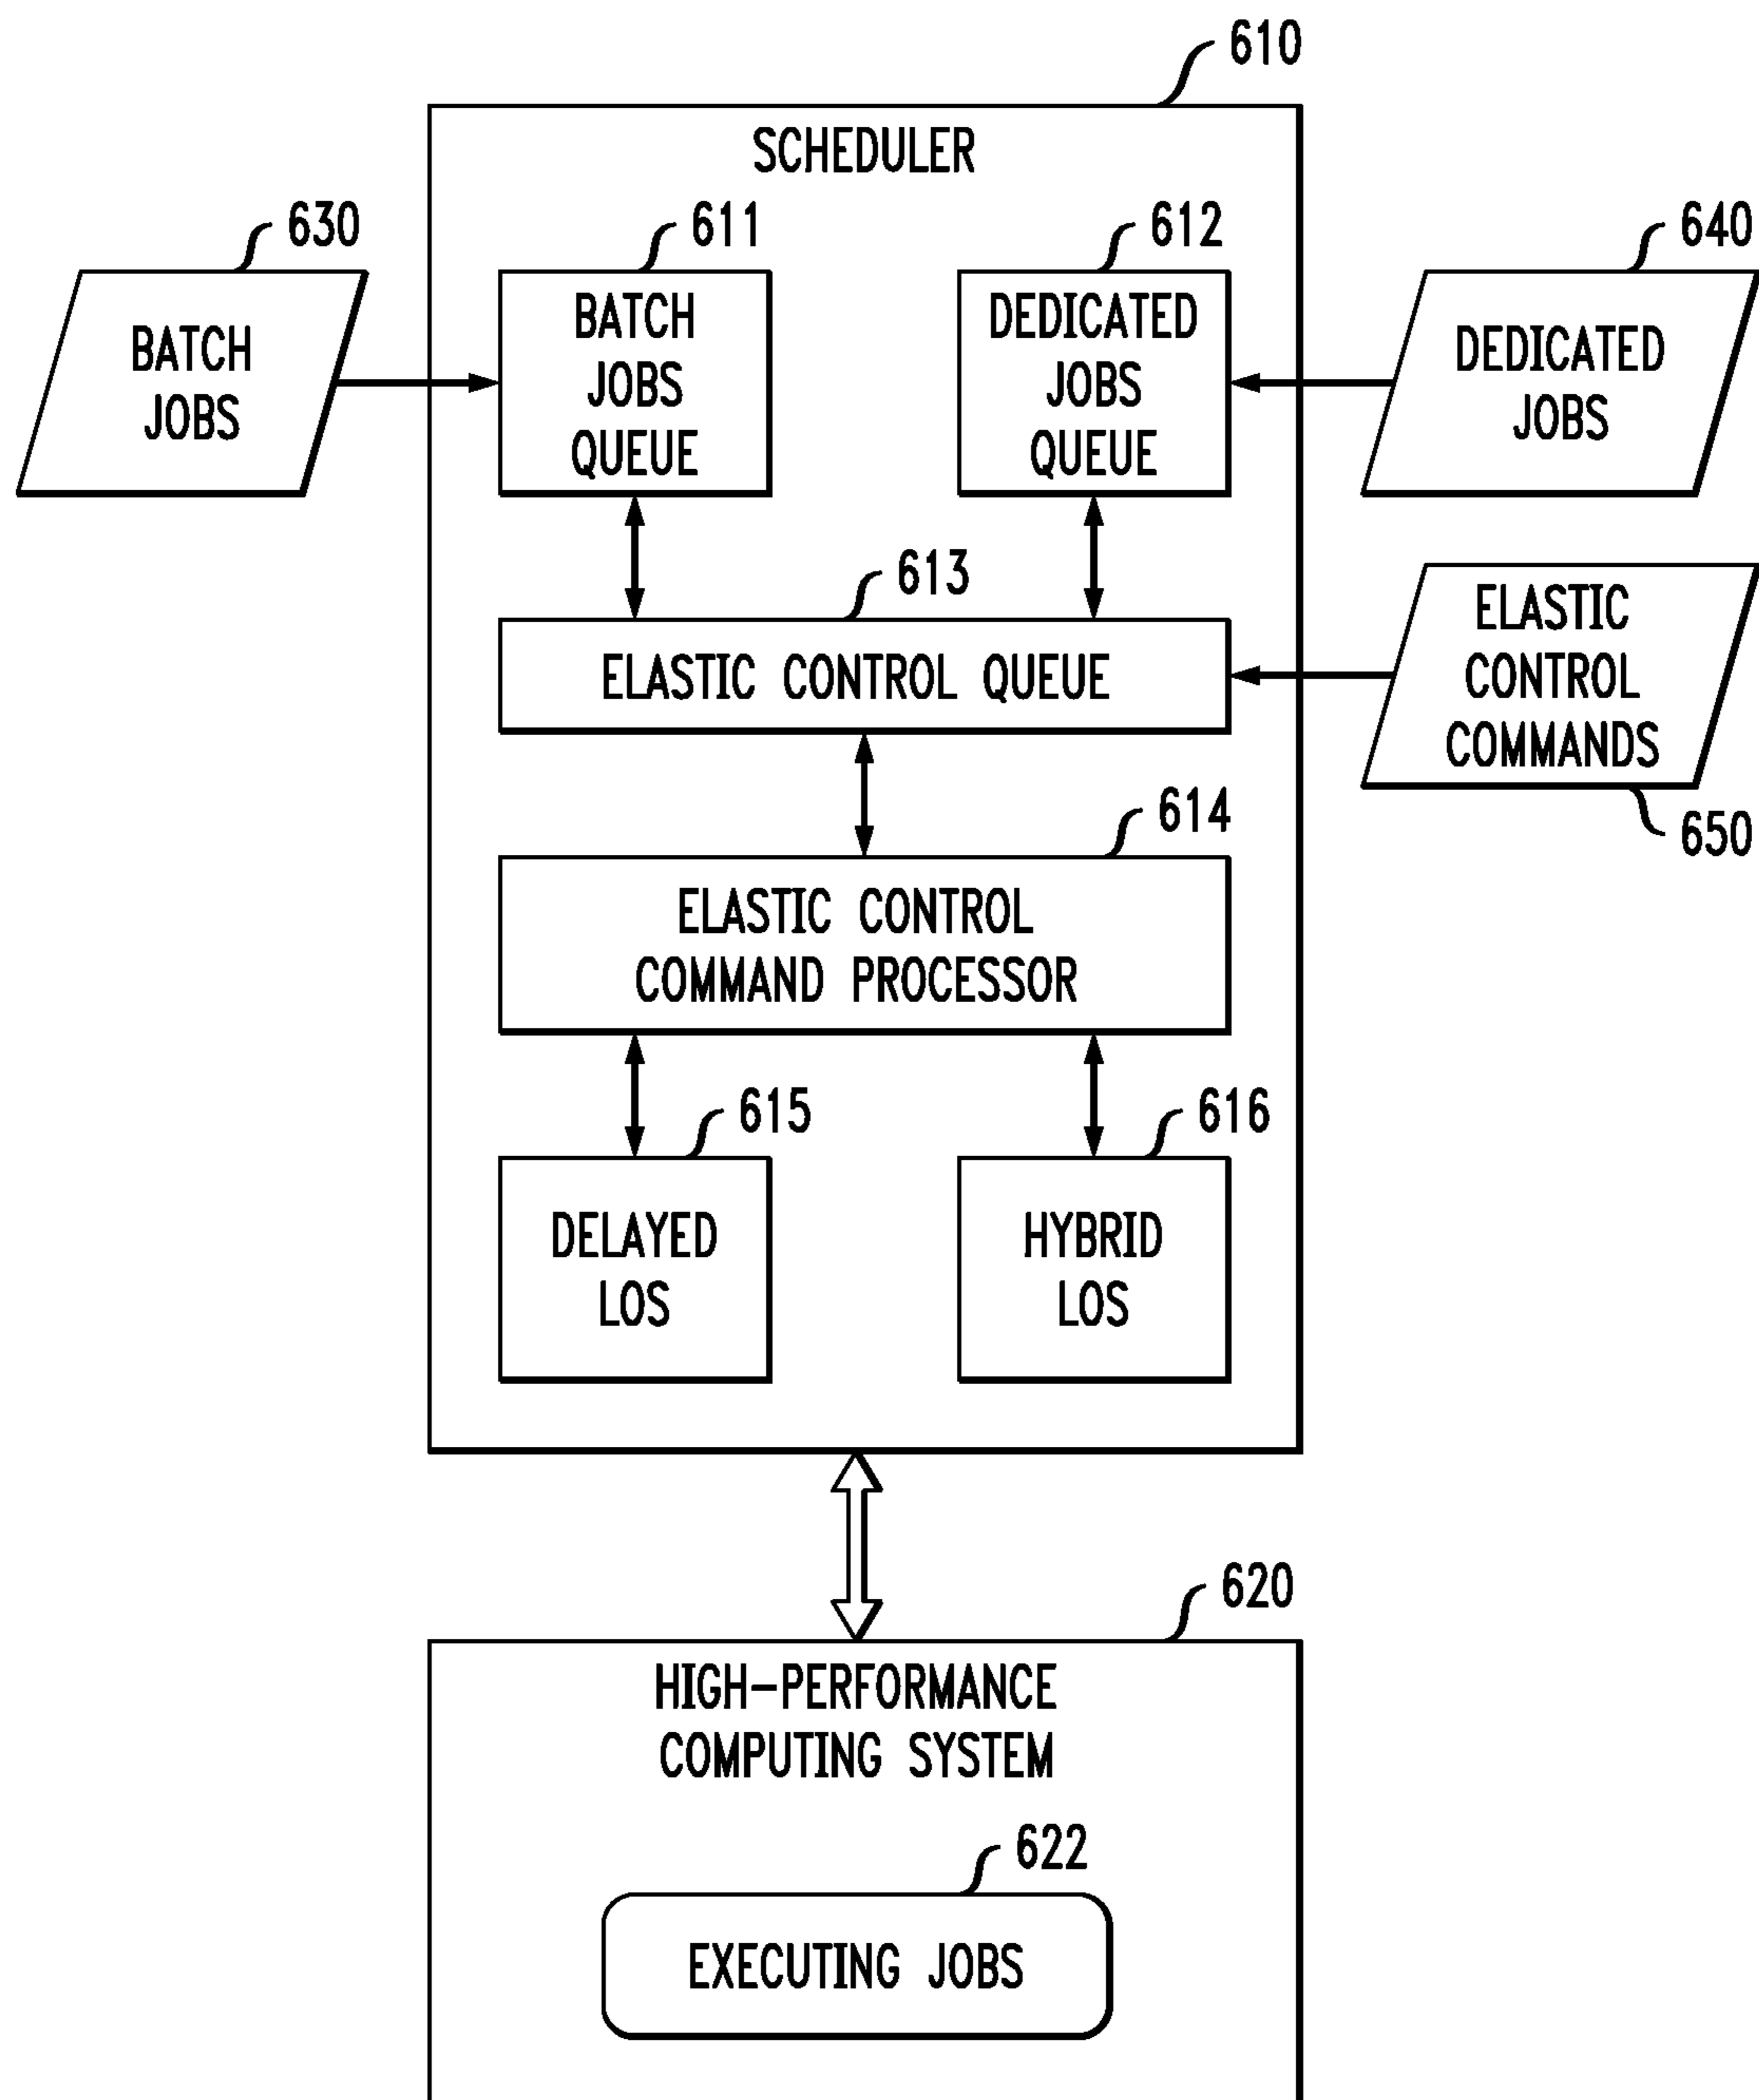 610
SCHEDULER
630
611
612
640
BATCH
JOBS
BATCH
JOBS
QUEUE
DEDICATED
JOBS
QUEUE
DEDICATED
JOBS
613
ELASTIC CONTROL QUEUE
ELASTIC
CONTROL
COMMANDS
650
614
ELASTIC CONTROL
COMMAND PROCESSOR
615
616
DELAYED
LOS
HYBRID
LOS
620
HIGH-PERFORMANCE
COMPUTING SYSTEM
622
EXECUTING JOBS